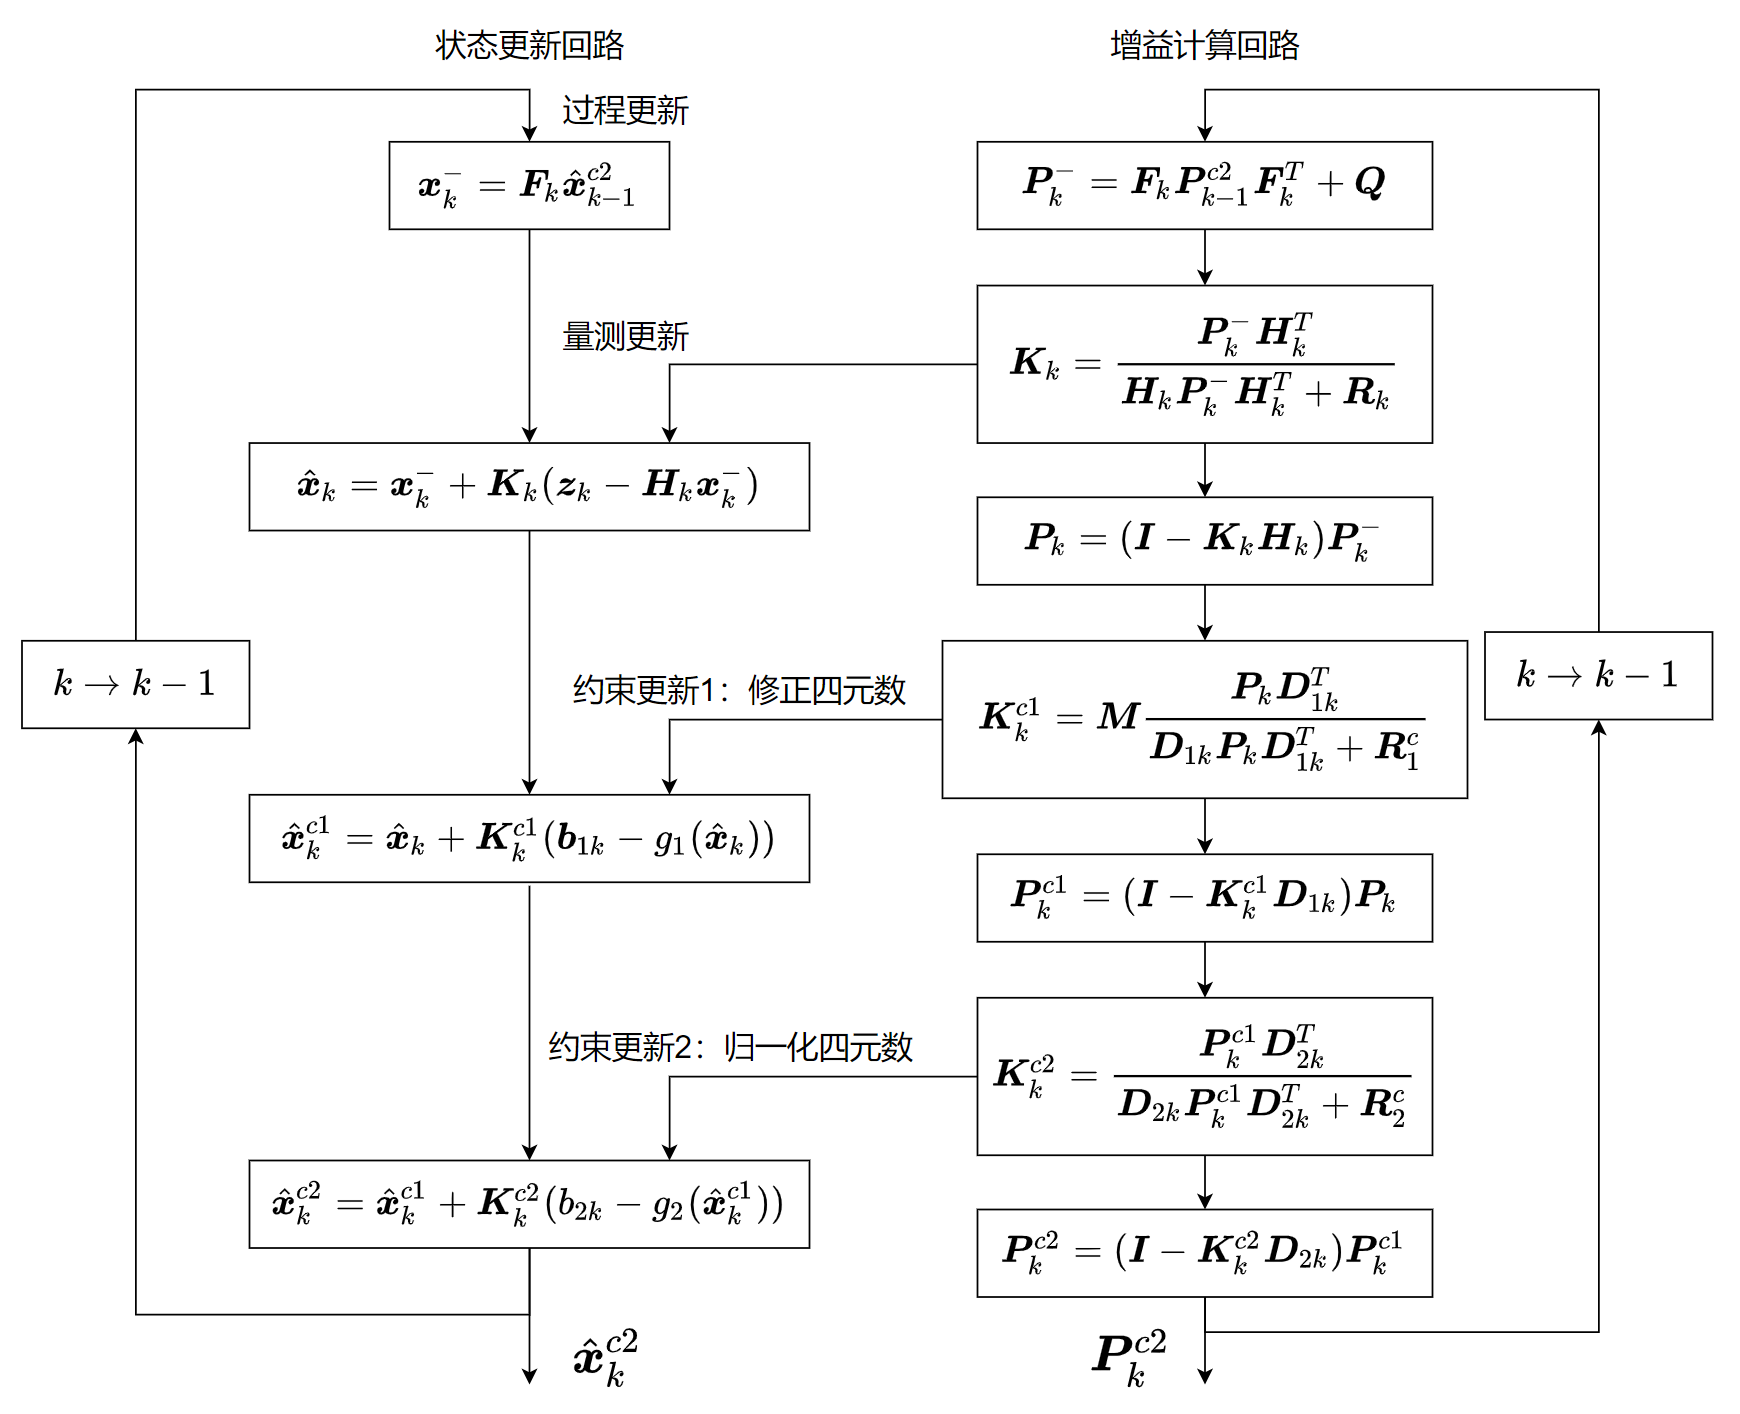 状态更新回路
增益计算回路
过程更新
$\boldsymbol{x}_k^- = \boldsymbol{F}_k \hat{\boldsymbol{x}}_{k-1}^{c2}$
$\boldsymbol{P}_k^- = \boldsymbol{F}_k \boldsymbol{P}_{k-1}^{c2} \boldsymbol{F}_k^T + \boldsymbol{Q}$
量测更新
$\boldsymbol{K}_k = \frac{\boldsymbol{P}_k^- \boldsymbol{H}_k^T}{\boldsymbol{H}_k \boldsymbol{P}_k^- \boldsymbol{H}_k^T + \boldsymbol{R}_k}$
$\hat{\boldsymbol{x}}_k = \boldsymbol{x}_k^- + \boldsymbol{K}_k(\boldsymbol{z}_k - \boldsymbol{H}_k \boldsymbol{x}_k^-)$
$\boldsymbol{P}_k = (\boldsymbol{I} - \boldsymbol{K}_k \boldsymbol{H}_k)\boldsymbol{P}_k^-$
$k \to k-1$
约束更新1：修正四元数
$\boldsymbol{K}_k^{c1} = \boldsymbol{M}\frac{\boldsymbol{P}_k \boldsymbol{D}_{1k}^T}{\boldsymbol{D}_{1k} \boldsymbol{P}_k \boldsymbol{D}_{1k}^T + \boldsymbol{R}_1^c}$
$k \to k-1$
$\hat{\boldsymbol{x}}_k^{c1} = \hat{\boldsymbol{x}}_k + \boldsymbol{K}_k^{c1}(\boldsymbol{b}_{1k} - g_1(\hat{\boldsymbol{x}}_k))$
$\boldsymbol{P}_k^{c1} = (\boldsymbol{I} - \boldsymbol{K}_k^{c1} \boldsymbol{D}_{1k})\boldsymbol{P}_k$
约束更新2：归一化四元数
$\boldsymbol{K}_k^{c2} = \frac{\boldsymbol{P}_k^{c1} \boldsymbol{D}_{2k}^T}{\boldsymbol{D}_{2k} \boldsymbol{P}_k^{c1} \boldsymbol{D}_{2k}^T + \boldsymbol{R}_2^c}$
$\hat{\boldsymbol{x}}_k^{c2} = \hat{\boldsymbol{x}}_k^{c1} + \boldsymbol{K}_k^{c2}(b_{2k} - g_2(\hat{\boldsymbol{x}}_k^{c1}))$
$\boldsymbol{P}_k^{c2} = (\boldsymbol{I} - \boldsymbol{K}_k^{c2} \boldsymbol{D}_{2k})\boldsymbol{P}_k^{c1}$
$\hat{\boldsymbol{x}}_k^{c2}$
$\boldsymbol{P}_k^{c2}$